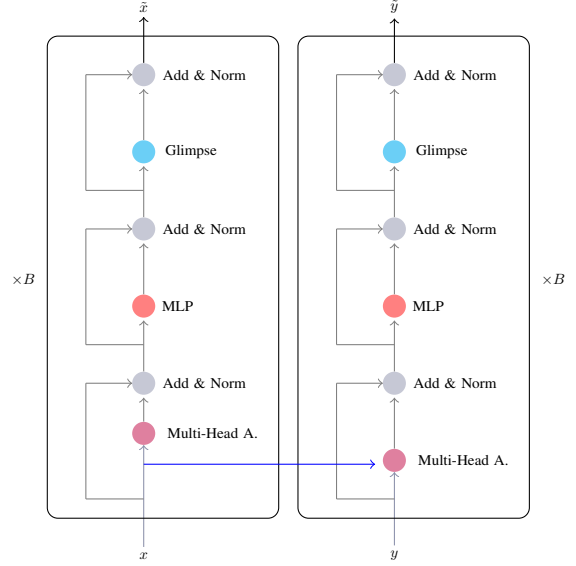 x̃
ỹ
Add & Norm
Add & Norm
Glimpse
Glimpse
Add & Norm
Add & Norm
×B
×B
MLP
MLP
Add & Norm
Add & Norm
Multi-Head A.
Multi-Head A.
x
y